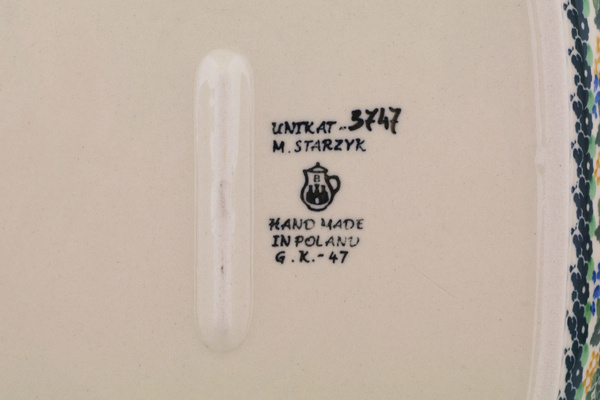 UNIKAT-3747
M. STARZYK
B
HAND MADE
IN POLAND
G.K.-47